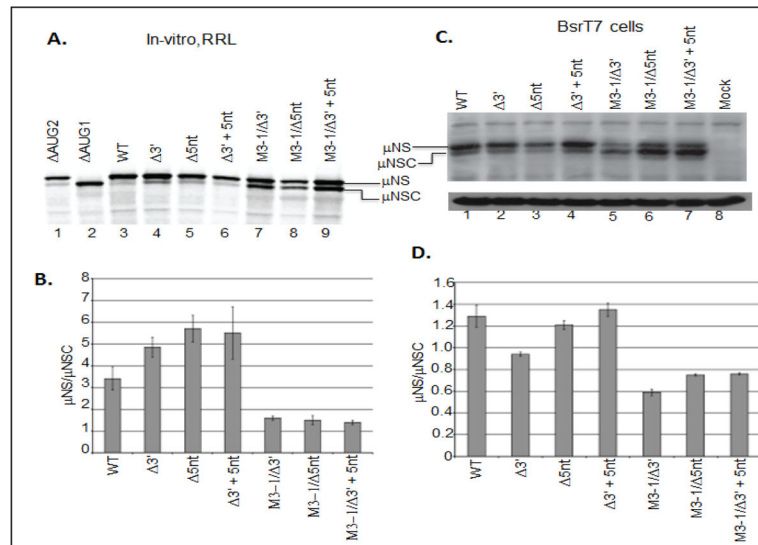 A.
In-vitro,RRL
ΔAUG2
ΔAUG1
WT
Δ3'
Δ5nt
Δ3' + 5nt
M3-1/Δ3'
M3-1/Δ5nt
M3-1/Δ3' + 5nt
μNS
μNSC
1 2 3 4 5 6 7 8 9
B.
8
7
6
5
4
3
2
1
0
μNS/μNSC
WT
Δ3'
Δ5nt
Δ3' + 5nt
M3–1/Δ3'
M3–1/Δ5nt
M3–1/Δ3' + 5nt
C.
BsrT7 cells
WT
Δ3'
Δ5nt
Δ3' + 5nt
M3-1/Δ3'
M3-1/Δ5nt
M3-1/Δ3' + 5nt
Mock
μNS
μNSC
1 2 3 4 5 6 7 8
D.
1.6
1.4
1.2
1.0
0.8
0.6
0.4
0.2
0
μNS/μNSC
WT
Δ3'
Δ5nt
Δ3' + 5nt
M3-1/Δ3'
M3-1/Δ5nt
M3-1/Δ3' + 5nt